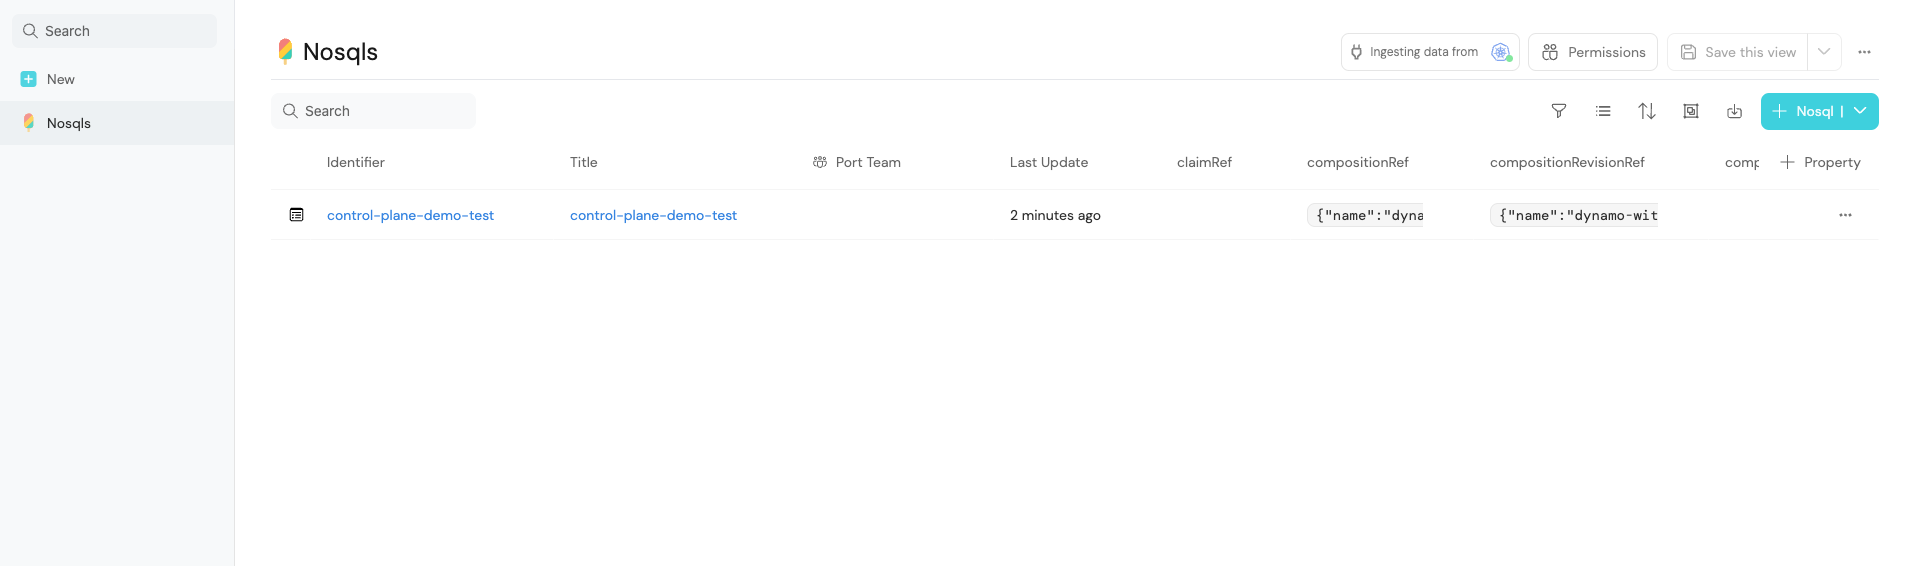 Search
New
Nosqls
Nosqls
Ingesting data from
Permissions
Save this view
Search
Nosql |
Identifier
Title
Port Team
Last Update
claimRef
compositionRef
compositionRevisionRef
comp
Property
control-plane-demo-test
control-plane-demo-test
2 minutes ago
{"name":"dyna
{"name":"dynamo-wit